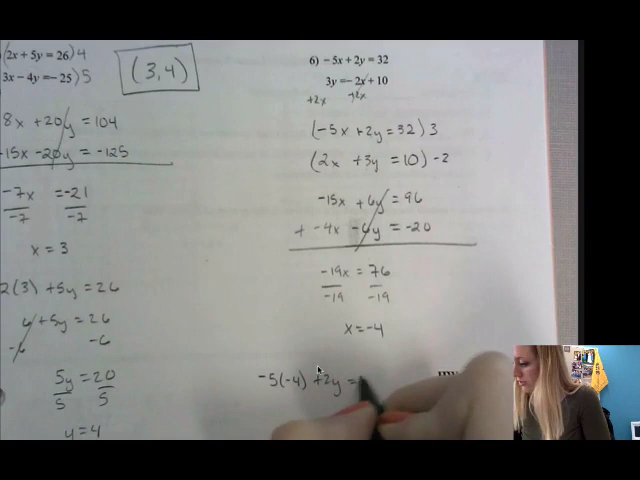 (2x + 5y = 26) 4
3x − 4y = − 25) 5
(3,4)
8x + 20y = 104
-15x - 20y = -125
-7x = -21
-7 -7
x = 3
2(3) + 5y = 26
6 + 5y = 26
-6 -6
5y = 20
5 5
y = 4
6) − 5x + 2y = 32
3y = − 2x + 10
+2x +2x
(-5x + 2y = 32) 3
(2x + 3y = 10) -2
-15x + 6y = 96
+ -4x - 6y = -20
-19x = 76
-19 -19
x = -4
-5(-4) + 2y =